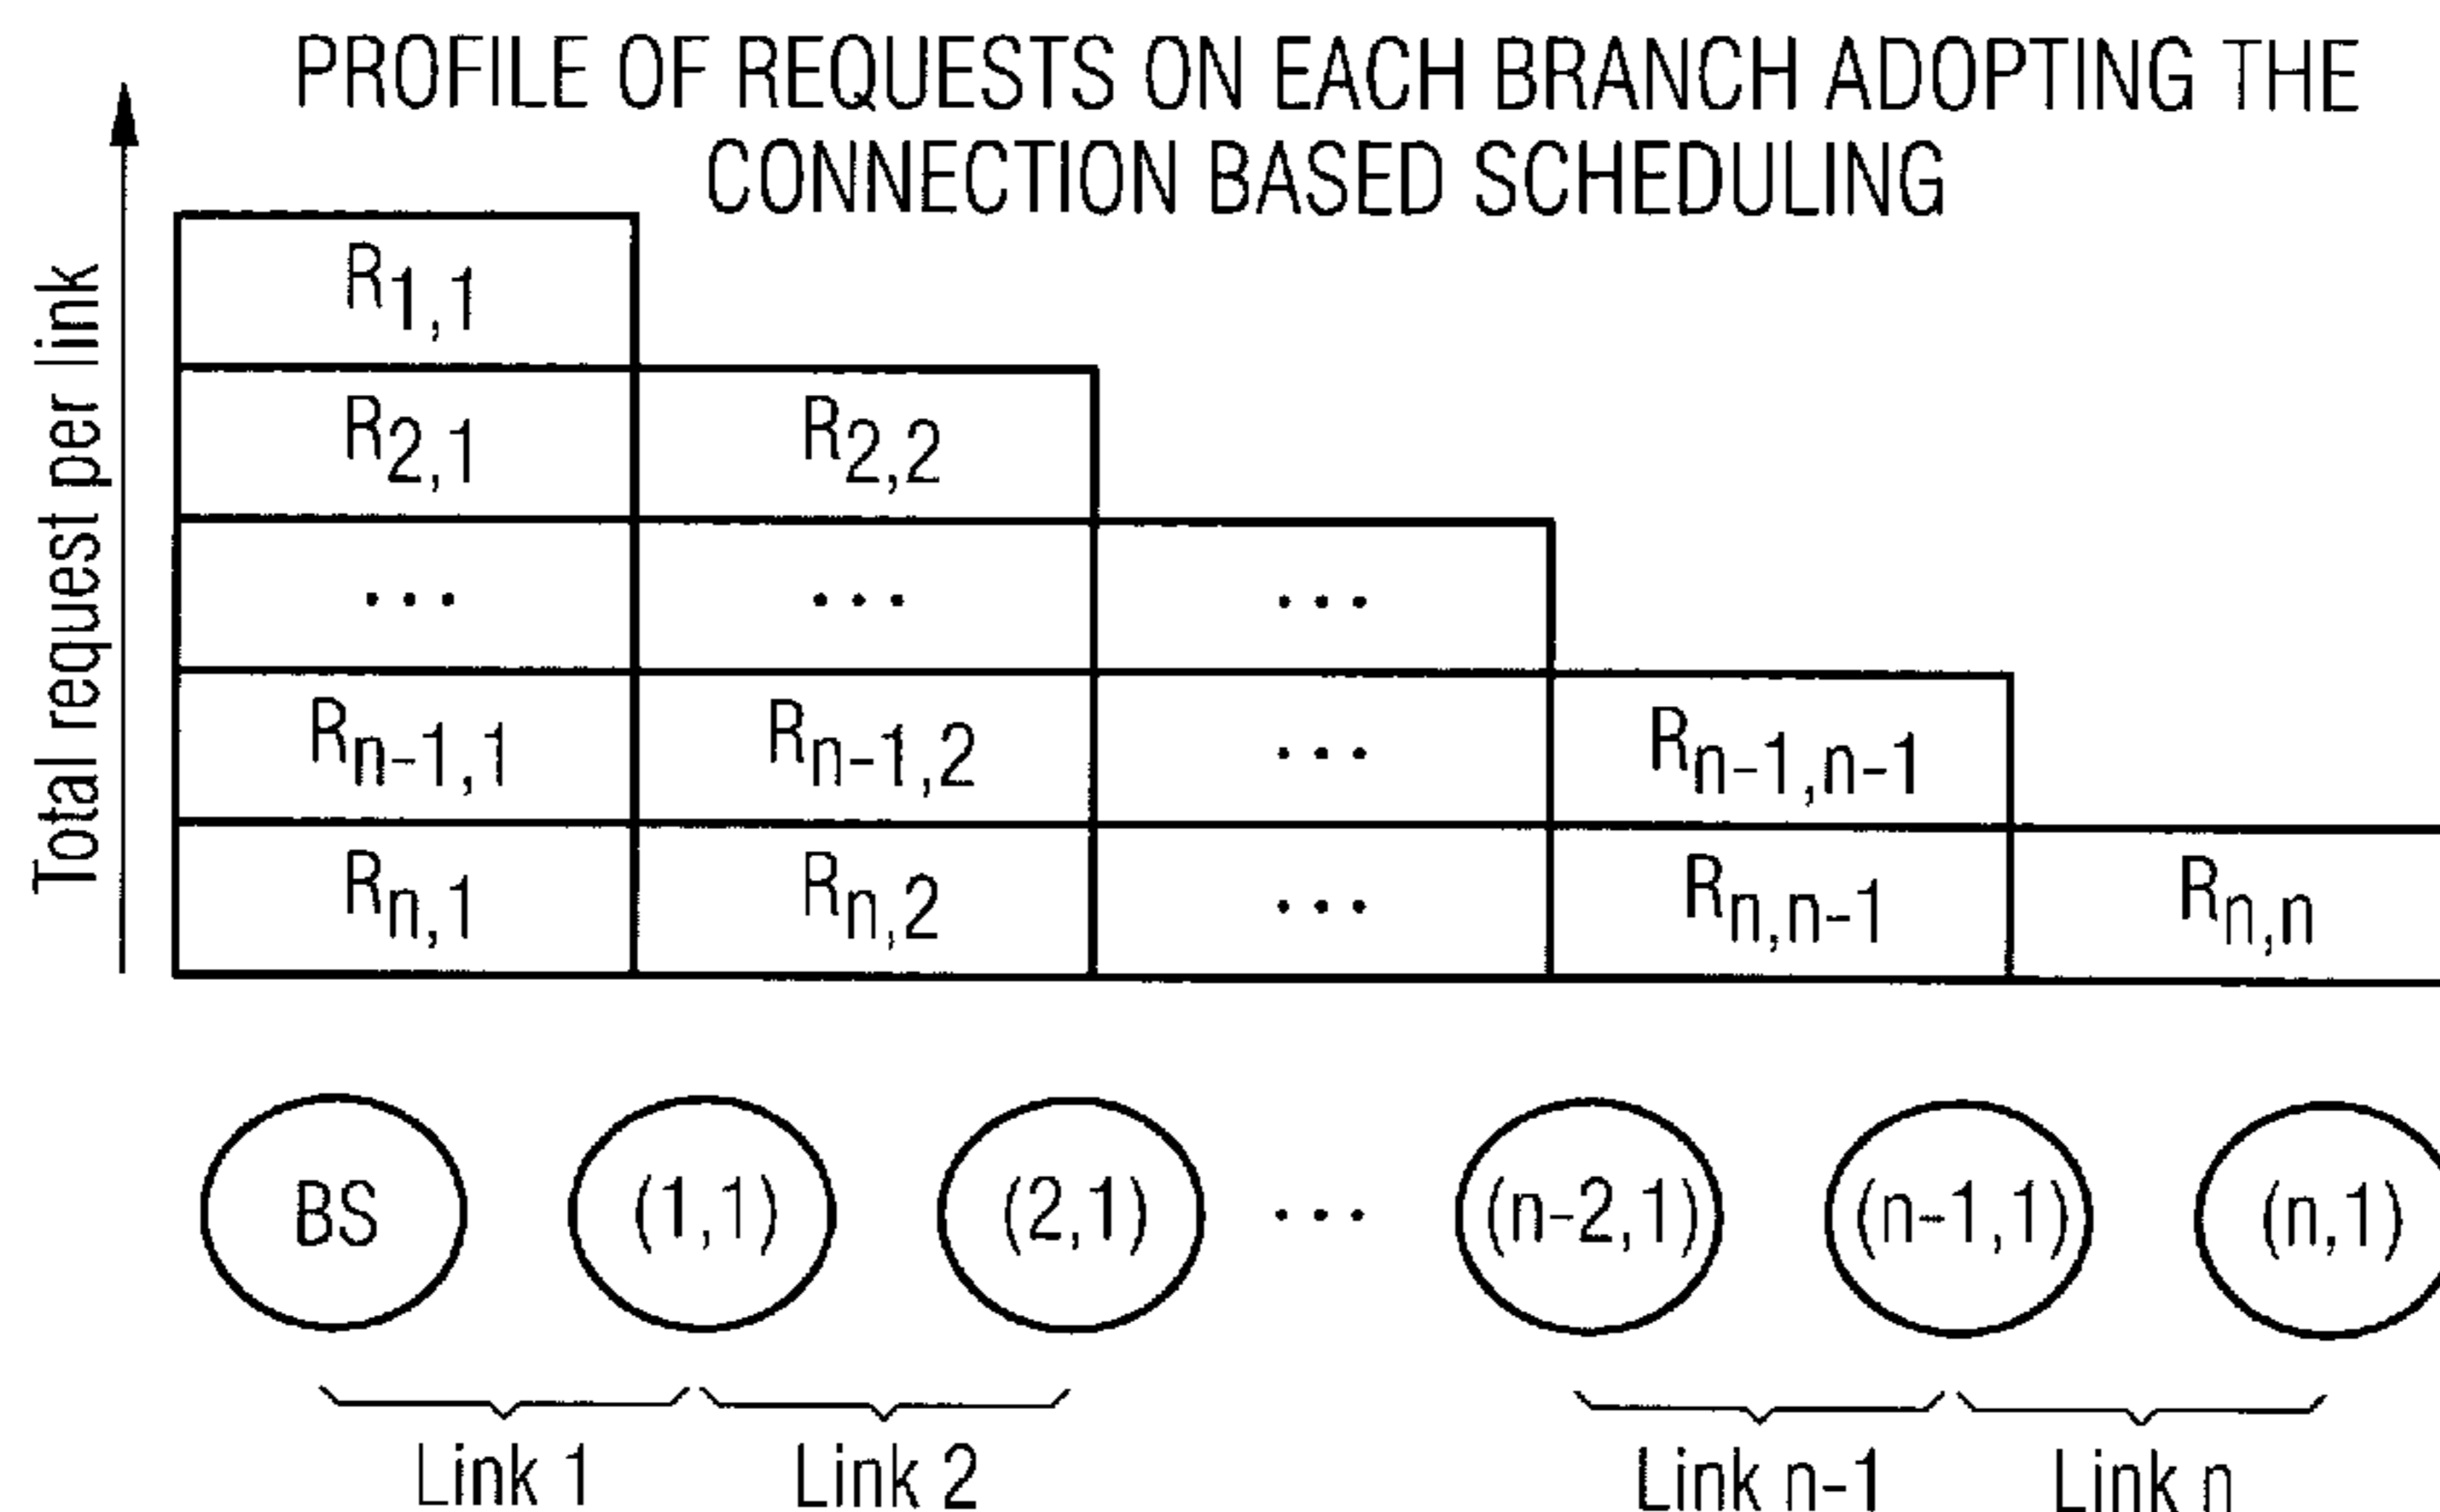 PROFILE OF REQUESTS ON EACH BRANCH ADOPTING THE
CONNECTION BASED SCHEDULING
Total request per link
R1,1
R2,1 R2,2
... ... ...
Rn-1,1 Rn-1,2 ... Rn-1,n-1
Rn,1 Rn,2 ... Rn,n-1 Rn,n
BS (1,1) (2,1) ... (n-2,1) (n-1,1) (n,1)
Link 1 Link 2 Link n-1 Link n